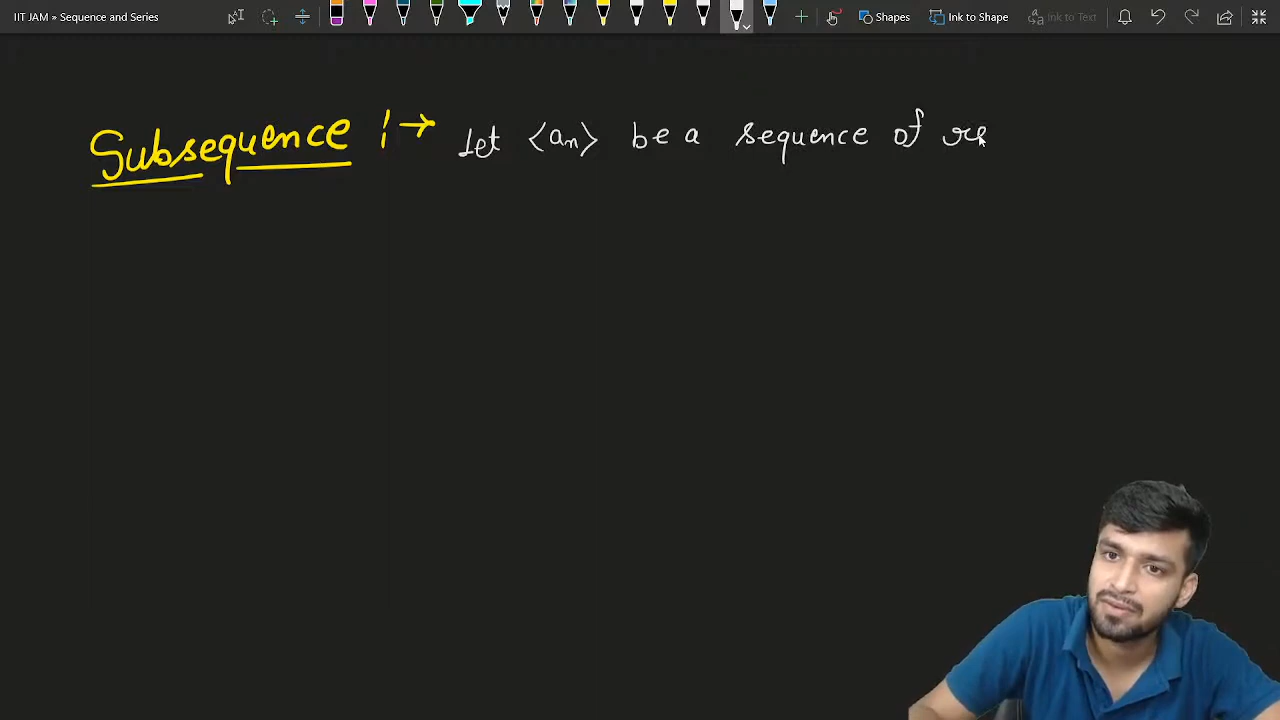 IIT JAM » Sequence and Series Shapes Ink to Shape Ink to Text
Subsequence :→ Let <an> be a sequence of re